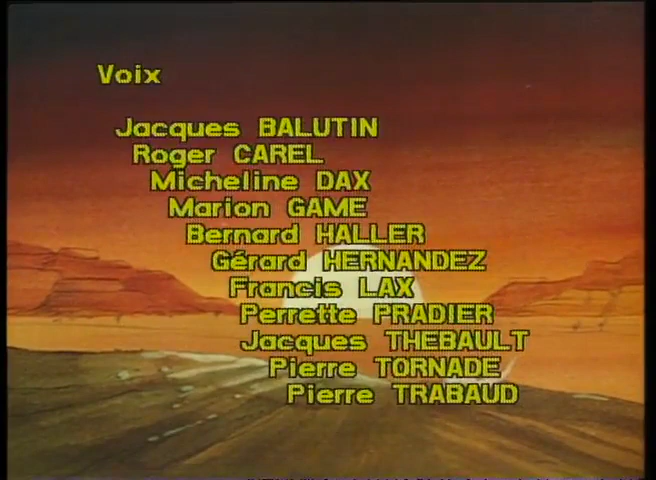 Voix
Jacques BALUTIN
Roger CAREL
Micheline DAX
Marion GAME
Bernard HALLER
Gérard HERNANDEZ
Francis LAX
Perrette PRADIER
Jacques THEBAULT
Pierre TORNADE
Pierre TRABAUD